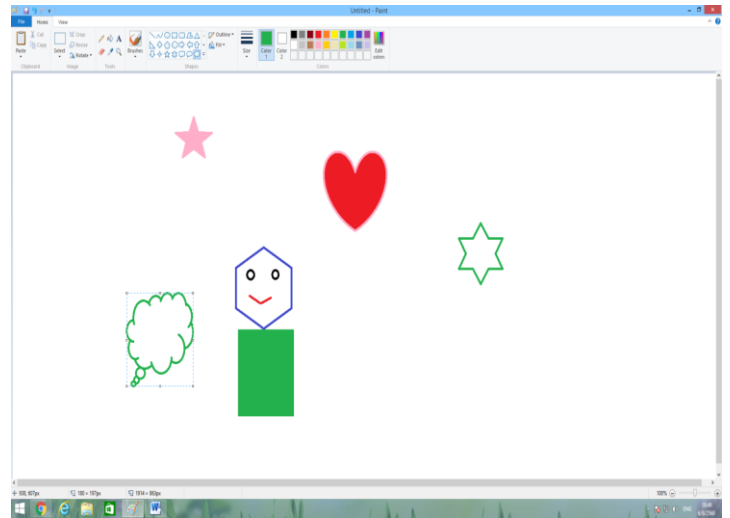 Untitled - Paint
File Home View
Paste
Cut
Copy
Clipboard
Select
Crop
Resize
Rotate
Image
A
Tools
Brushes
Outline
Fill
Shapes
Size
Color 1
Color 2
Edit colors
Colors
100%
W